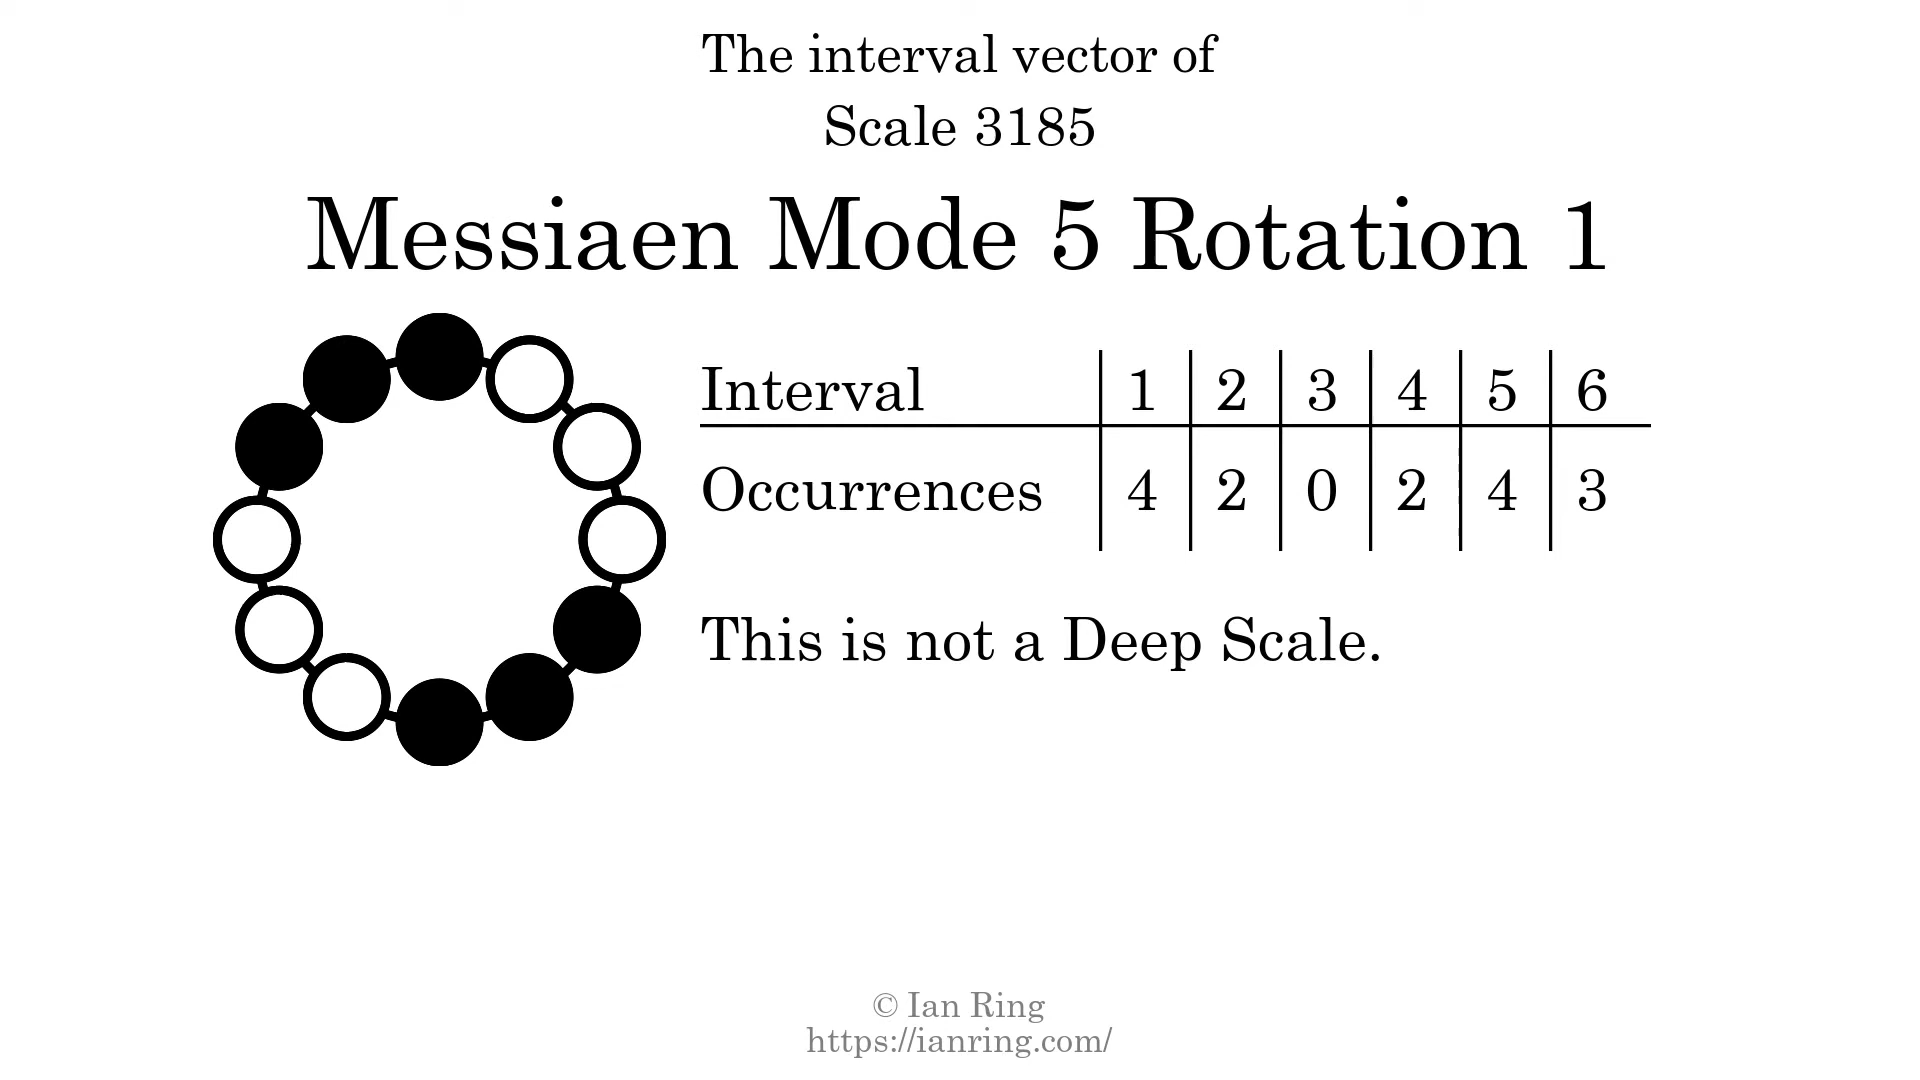 The interval vector of
Scale 3185
Messiaen Mode 5 Rotation 1
Interval 1 2 3 4 5 6
Occurrences 4 2 0 2 4 3
This is not a Deep Scale.
© Ian Ring
https://ianring.com/